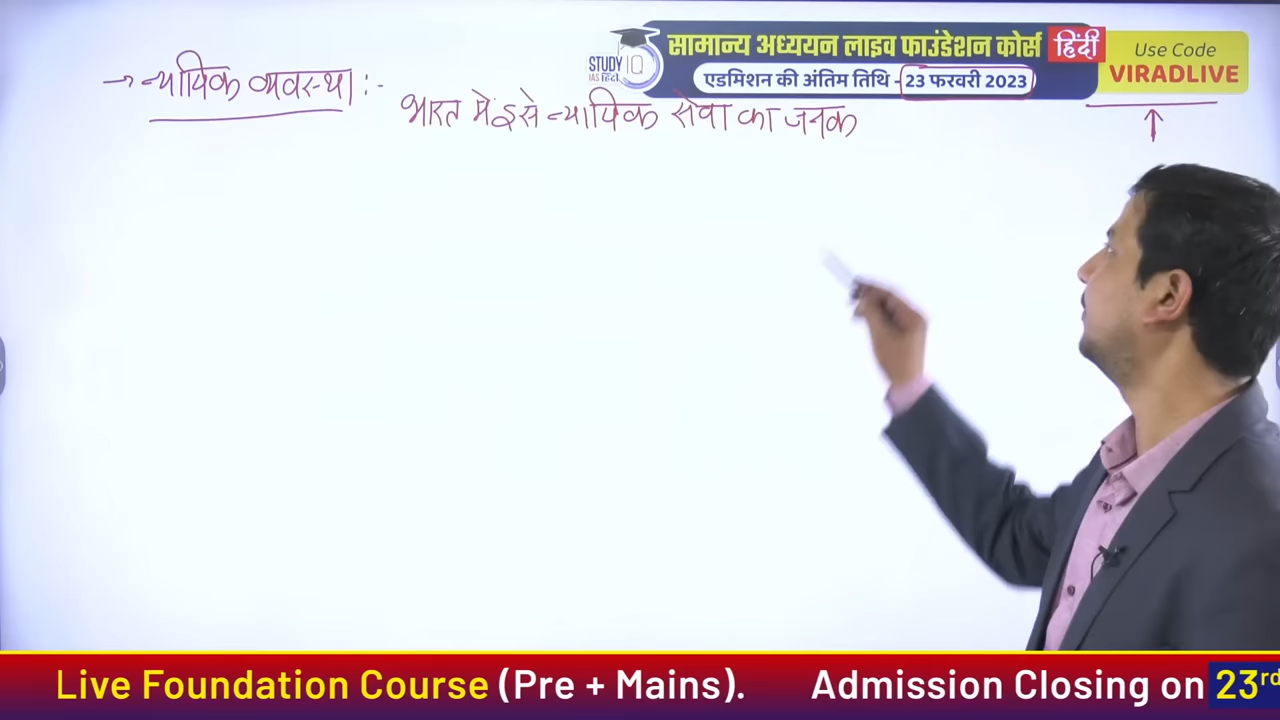 सामान्य अध्ययन लाइव फाउंडेशन कोर्स हिंदी
STUDY IQ
IAS हिंदी
एडमिशन की अंतिम तिथि - 23 फरवरी 2023
Use Code
VIRADLIVE
→ न्यायिक व्यवस्था :-
भारत में इसे न्यायिक सेवा का जनक
Live Foundation Course (Pre + Mains). Admission Closing on 23rd